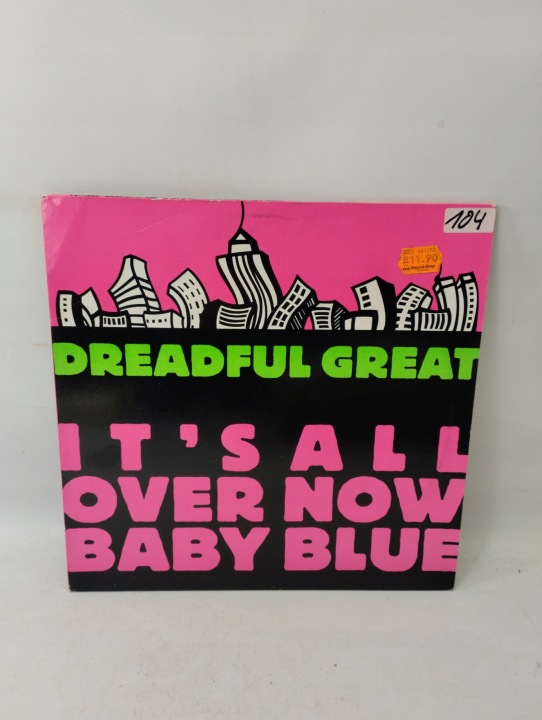 104
11.90
DREADFUL GREAT
IT'S ALL
OVER NOW
BABY BLUE